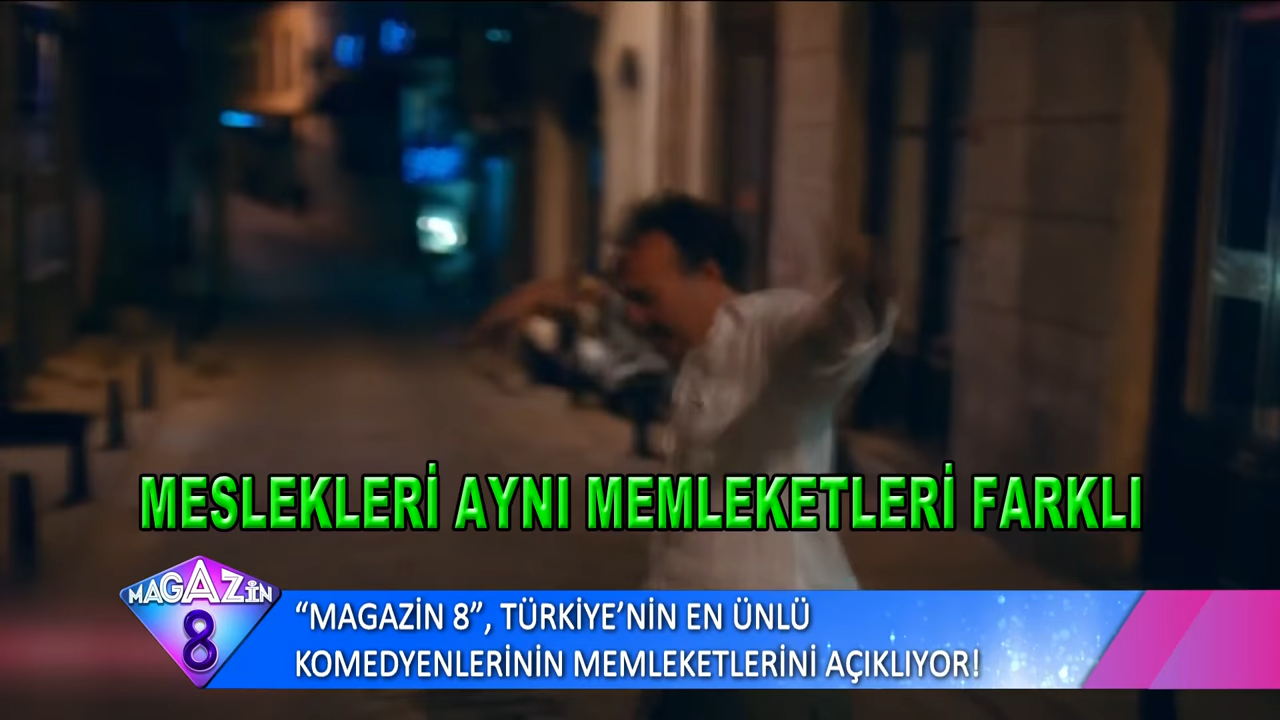 MESLEKLERİ AYNI MEMLEKETLERİ FARKLI
MAGAZİN
8
“MAGAZİN 8”, TÜRKİYE’NİN EN ÜNLÜ
KOMEDYENLERİNİN MEMLEKETLERİNİ AÇIKLIYOR!